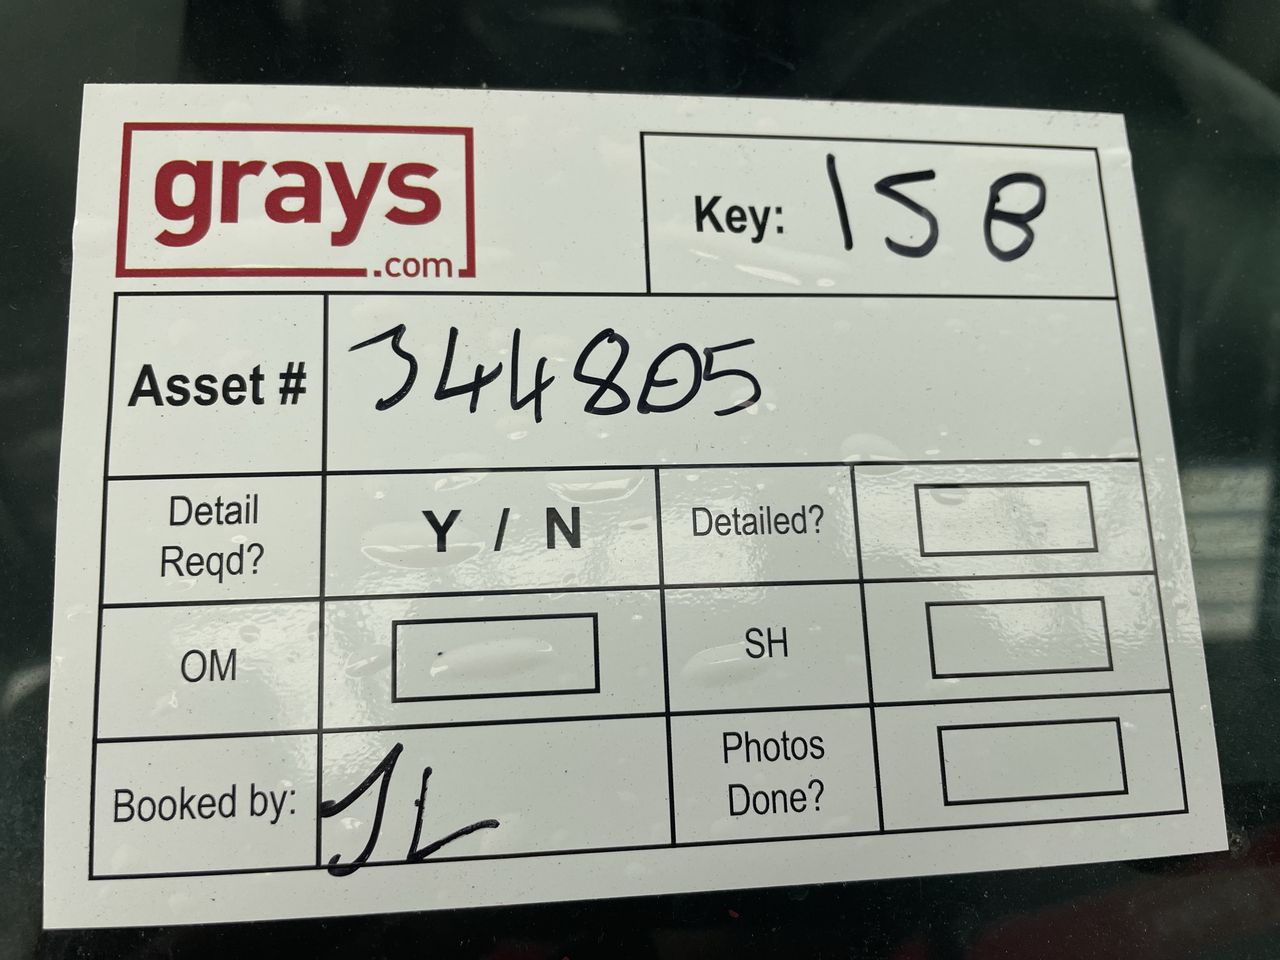 grays
.com
Key: 158
Asset # 344805
Detail Reqd? Y / N Detailed?
OM SH
Booked by: JL Photos Done?